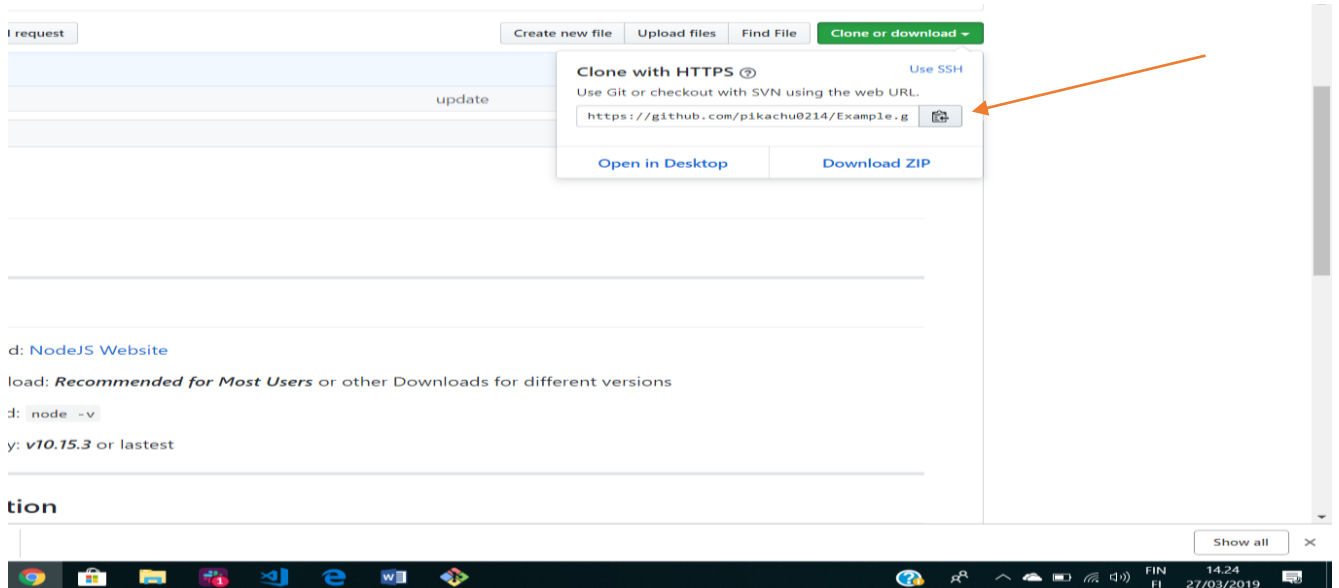 l request
Create new file Upload files Find File Clone or download
Clone with HTTPS
Use SSH
Use Git or checkout with SVN using the web URL.
update
https://github.com/pikachu0214/Example.g
Open in Desktop Download ZIP
d: NodeJS Website
load: Recommended for Most Users or other Downloads for different versions
d: node -v
y: v10.15.3 or lastest
tion
Show all
FIN 14.24
FI 27/03/2019